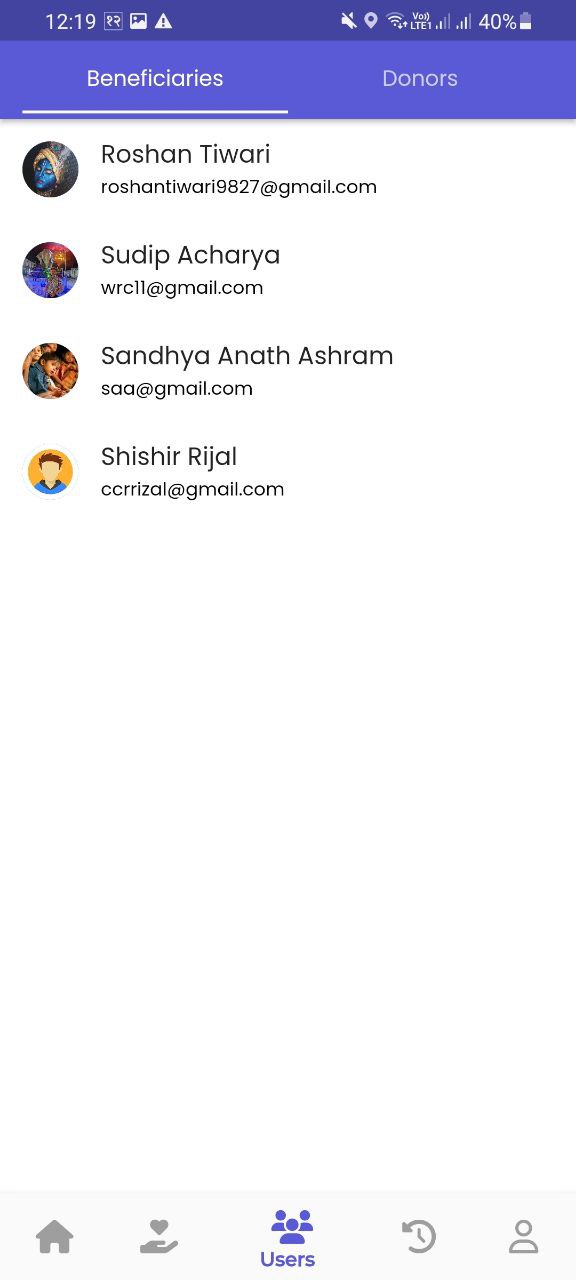 12:19 १२ Vo)) LTE1 40%
Beneficiaries Donors
Roshan Tiwari
roshantiwari9827@gmail.com
Sudip Acharya
wrc11@gmail.com
Sandhya Anath Ashram
saa@gmail.com
Shishir Rijal
ccrrizal@gmail.com
Users